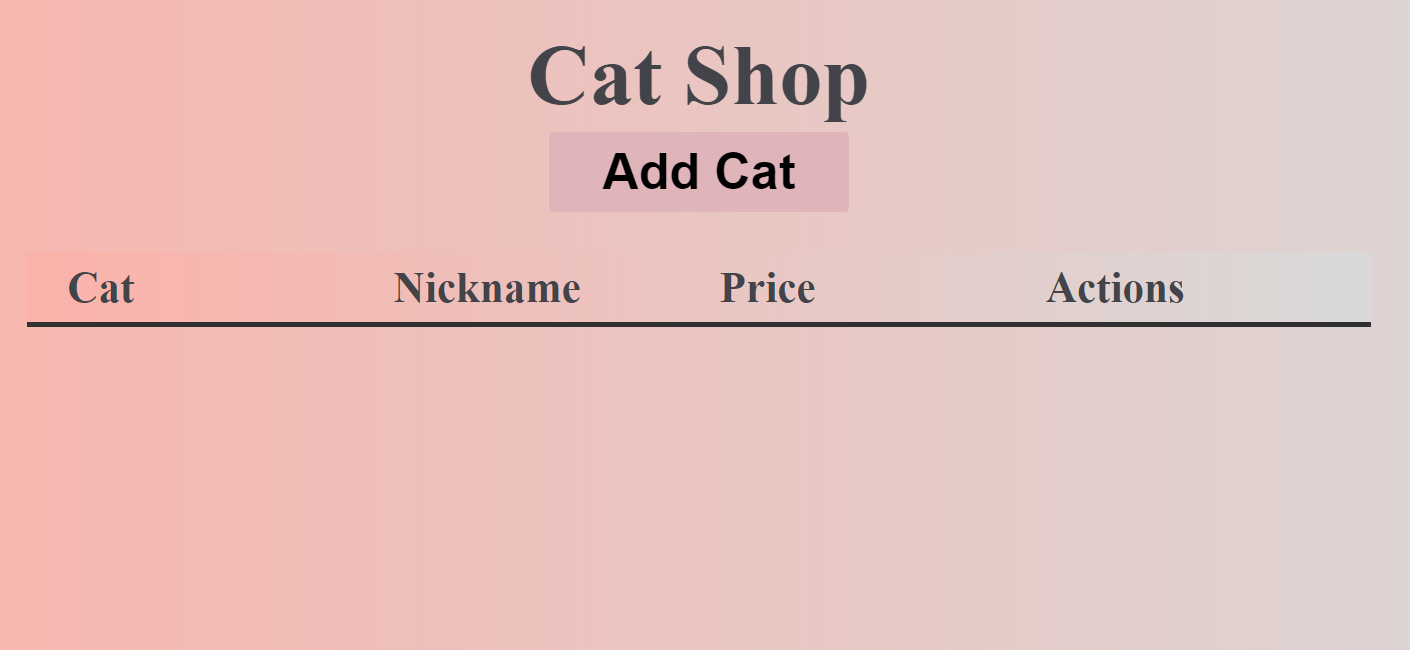 Cat Shop
Add Cat
Cat Nickname Price Actions